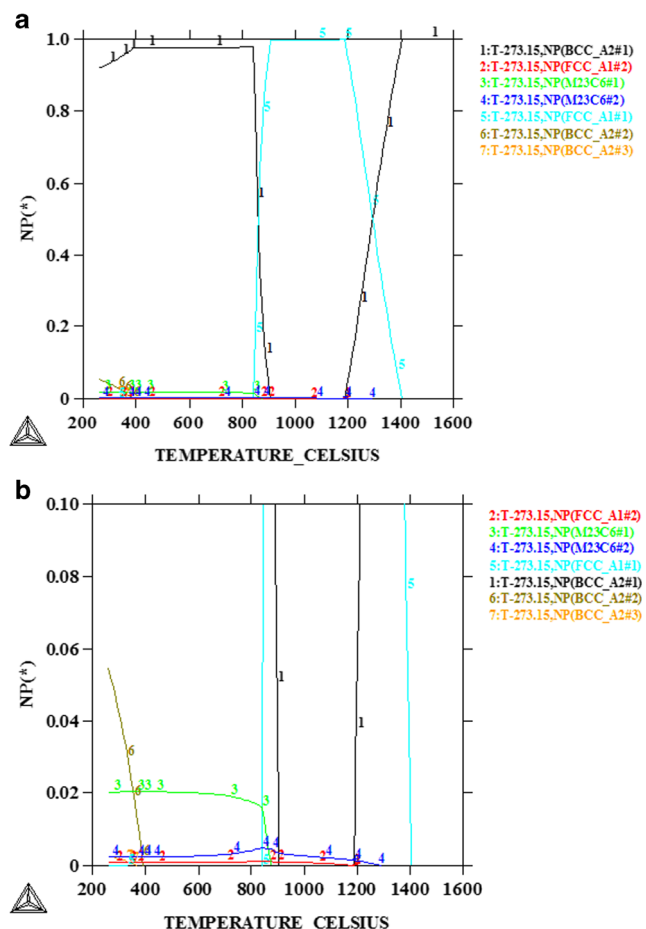 a
1.0
0.8
0.6
0.4
0.2
0
NP(*)
200 400 600 800 1000 1200 1400 1600
TEMPERATURE_CELSIUS
1:T-273.15,NP(BCC_A2#1)
2:T-273.15,NP(FCC_A1#2)
3:T-273.15,NP(M23C6#1)
4:T-273.15,NP(M23C6#2)
5:T-273.15,NP(FCC_A1#1)
6:T-273.15,NP(BCC_A2#2)
7:T-273.15,NP(BCC_A2#3)
b
0.10
0.08
0.06
0.04
0.02
0
NP(*)
200 400 600 800 1000 1200 1400 1600
TEMPERATURE_CELSIUS
2:T-273.15,NP(FCC_A1#2)
3:T-273.15,NP(M23C6#1)
4:T-273.15,NP(M23C6#2)
5:T-273.15,NP(FCC_A1#1)
1:T-273.15,NP(BCC_A2#1)
6:T-273.15,NP(BCC_A2#2)
7:T-273.15,NP(BCC_A2#3)